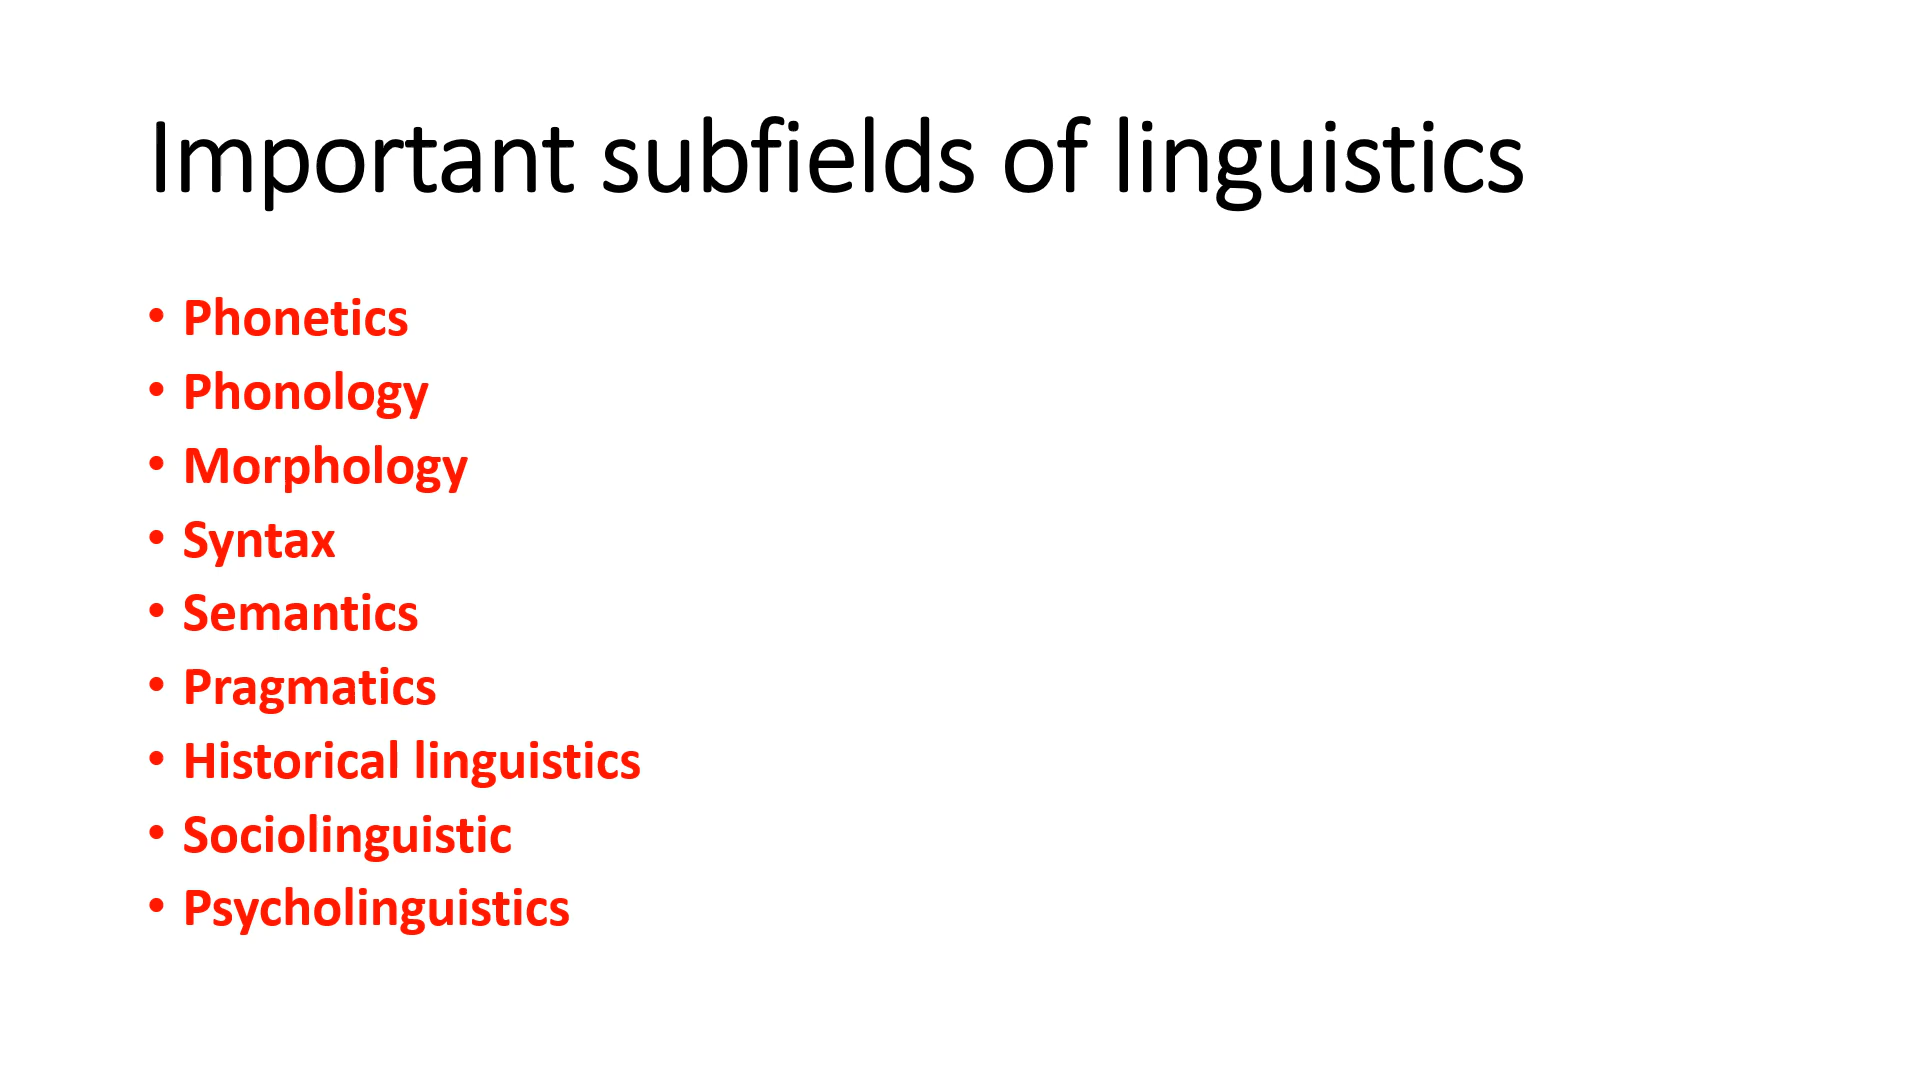 Important subfields of linguistics
• Phonetics
• Phonology
• Morphology
• Syntax
• Semantics
• Pragmatics
• Historical linguistics
• Sociolinguistic
• Psycholinguistics